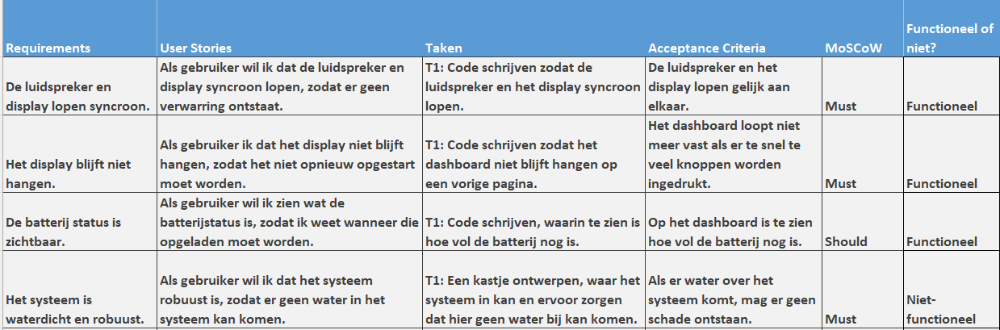 Requirements
User Stories
Taken
Acceptance Criteria
MoSCoW
Functioneel of
niet?
De luidspreker en
display lopen syncroon.
Als gebruiker wil ik dat de luidspreker en
display syncroon lopen, zodat er geen
verwarring ontstaat.
T1: Code schrijven zodat de
luidspreker en het display syncroon
lopen.
De luidspreker en het
display lopen gelijk aan
elkaar.
Must
Functioneel
Het display blijft niet
hangen.
Als gebruiker ik dat het display niet blijft
hangen, zodat het niet opnieuw opgestart
moet worden.
T1: Code schrijven zodat het
dashboard niet blijft hangen op
een vorige pagina.
Het dashboard loopt niet
meer vast als er te snel te
veel knoppen worden
ingedrukt.
Must
Functioneel
De batterij status is
zichtbaar.
Als gebruiker wil ik zien wat de
batterijstatus is, zodat ik weet wanneer die
opgeladen moet worden.
T1: Code schrijven, waarin te zien is
hoe vol de batterij nog is.
Op het dashboard is te zien
hoe vol de batterij nog is.
Should
Functioneel
Het systeem is
waterdicht en robuust.
Als gebruiker wil ik dat het systeem
robuust is, zodat er geen water in het
systeem kan komen.
T1: Een kastje ontwerpen, waar het
systeem in kan en ervoor zorgen
dat hier geen water bij kan komen.
Als er water over het
systeem komt, mag er geen
schade ontstaan.
Must
Niet-
functioneel